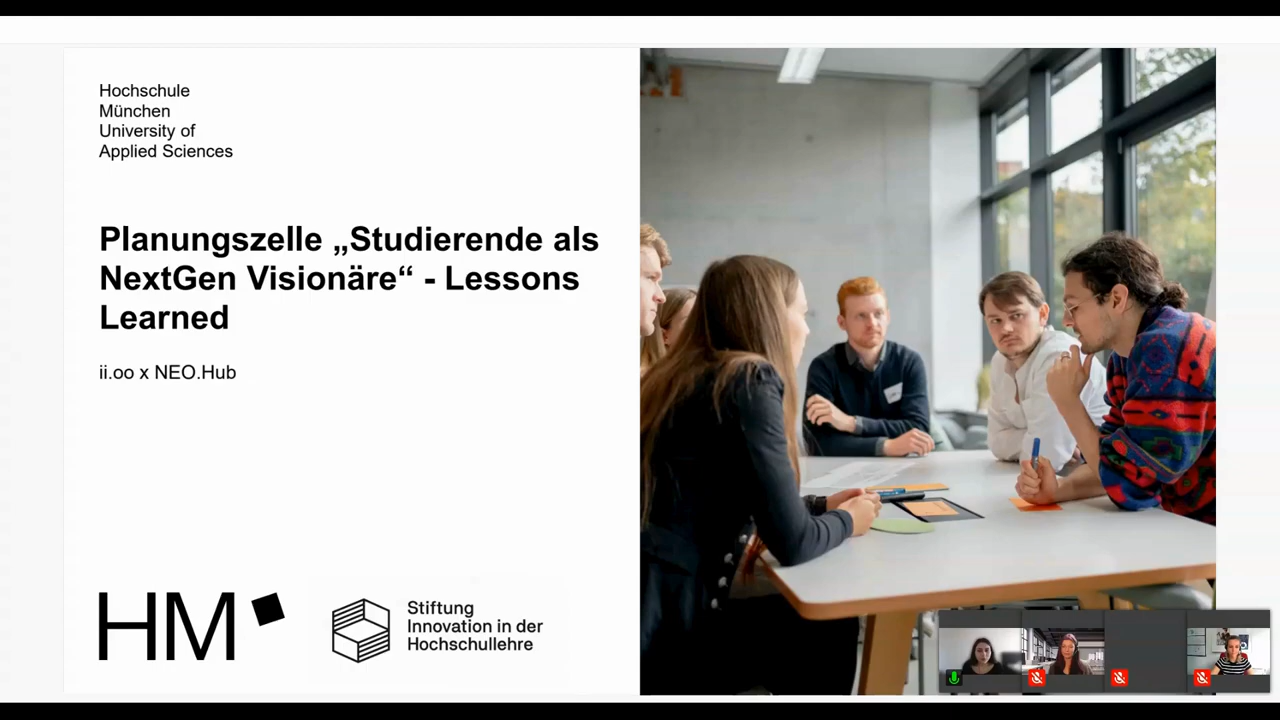 Hochschule
München
University of
Applied Sciences
Planungszelle „Studierende als
NextGen Visionäre“ - Lessons
Learned
ii.oo x NEO.Hub
HM
Stiftung
Innovation in der
Hochschullehre